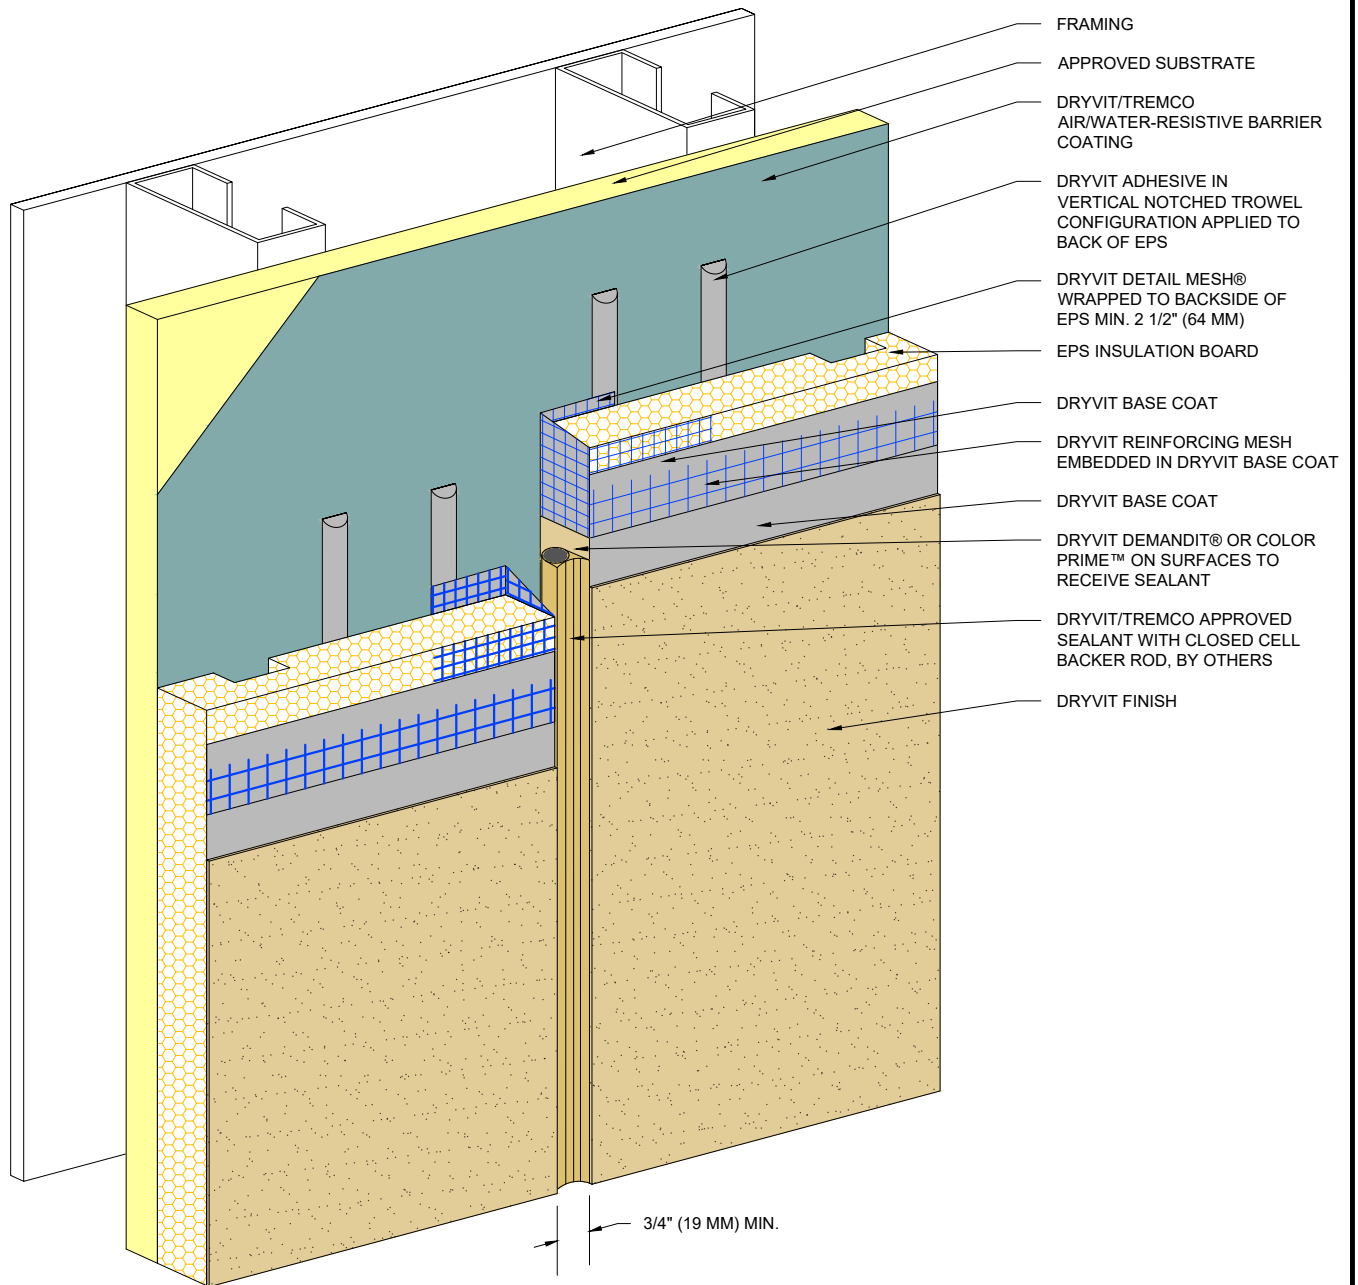 FRAMING
APPROVED SUBSTRATE
DRYVIT/TREMCO
AIR/WATER-RESISTIVE BARRIER
COATING
DRYVIT ADHESIVE IN
VERTICAL NOTCHED TROWEL
CONFIGURATION APPLIED TO
BACK OF EPS
DRYVIT DETAIL MESH®
WRAPPED TO BACKSIDE OF
EPS MIN. 2 1/2" (64 MM)
EPS INSULATION BOARD
DRYVIT BASE COAT
DRYVIT REINFORCING MESH
EMBEDDED IN DRYVIT BASE COAT
DRYVIT BASE COAT
DRYVIT DEMANDIT® OR COLOR
PRIME™ ON SURFACES TO
RECEIVE SEALANT
DRYVIT/TREMCO APPROVED
SEALANT WITH CLOSED CELL
BACKER ROD, BY OTHERS
DRYVIT FINISH
3/4" (19 MM) MIN.